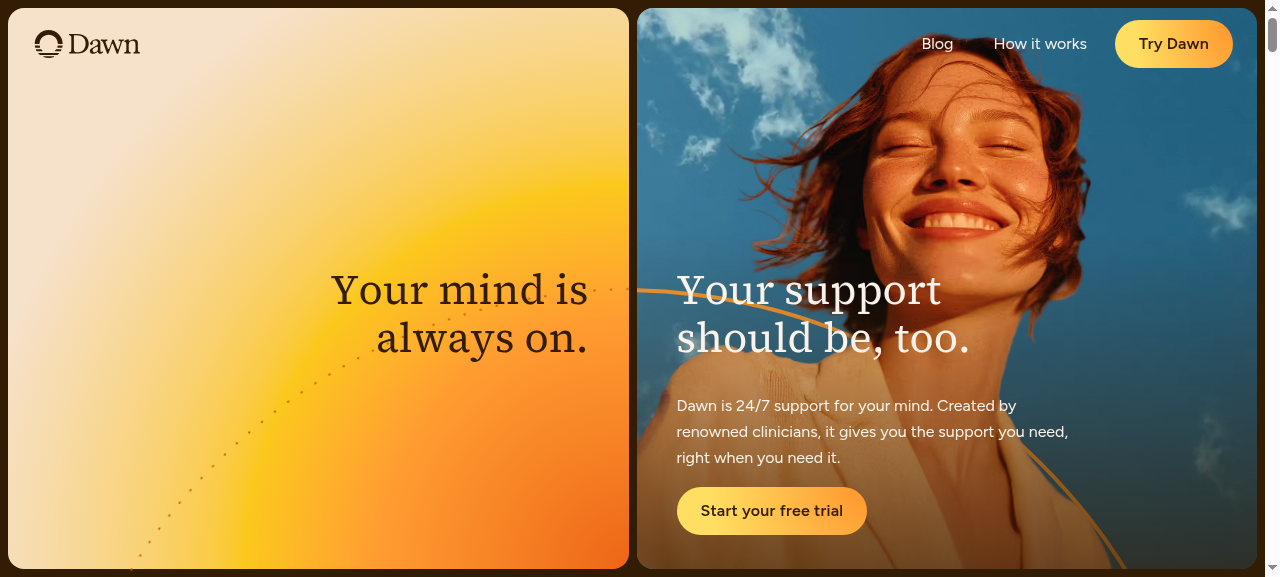 Dawn
Blog
How it works
Try Dawn
Your mind is
always on.
Your support
should be, too.
Dawn is 24/7 support for your mind. Created by
renowned clinicians, it gives you the support you need,
right when you need it.
Start your free trial